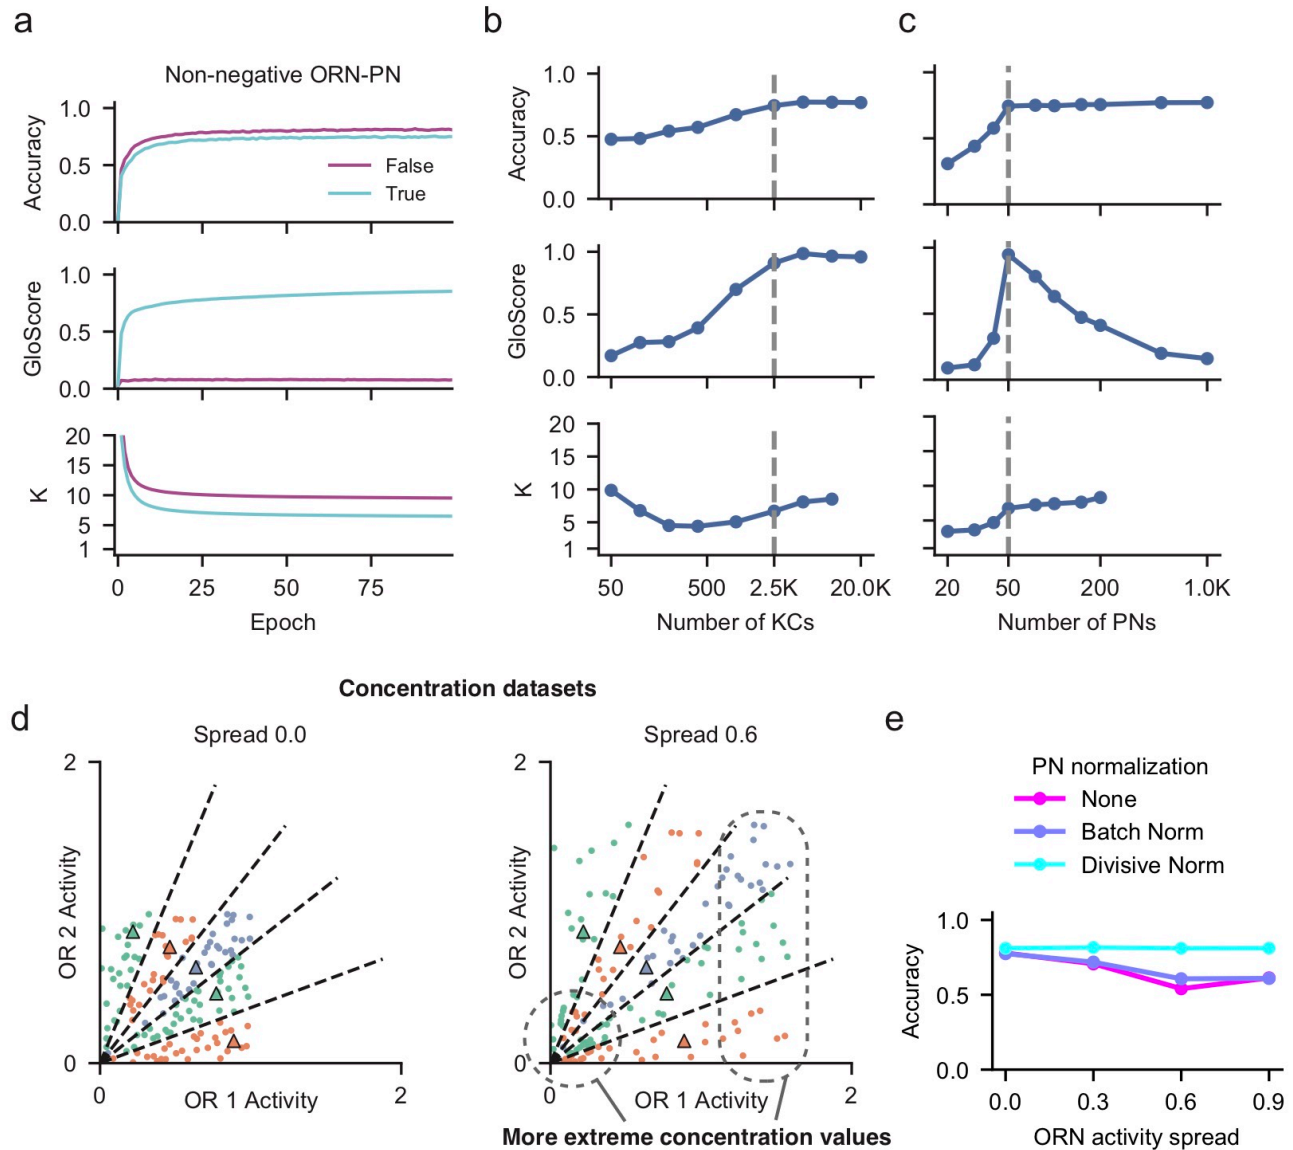 a
Non-negative ORN-PN
Accuracy
1.0
0.5
0.0
False
True
GloScore
1.0
0.5
0.0
K
20
15
10
5
1
0 25 50 75
Epoch
b
Accuracy
1.0
0.5
0.0
GloScore
1.0
0.5
0.0
K
20
15
10
5
1
50 500 2.5K 20.0K
Number of KCs
c
20 50 200 1.0K
Number of PNs
Concentration datasets
d
Spread 0.0
OR 2 Activity
2
0
0 2
OR 1 Activity
Spread 0.6
OR 2 Activity
2
0
0 2
OR 1 Activity
More extreme concentration values
e
PN normalization
None
Batch Norm
Divisive Norm
Accuracy
1.0
0.5
0.0
0.0 0.3 0.6 0.9
ORN activity spread